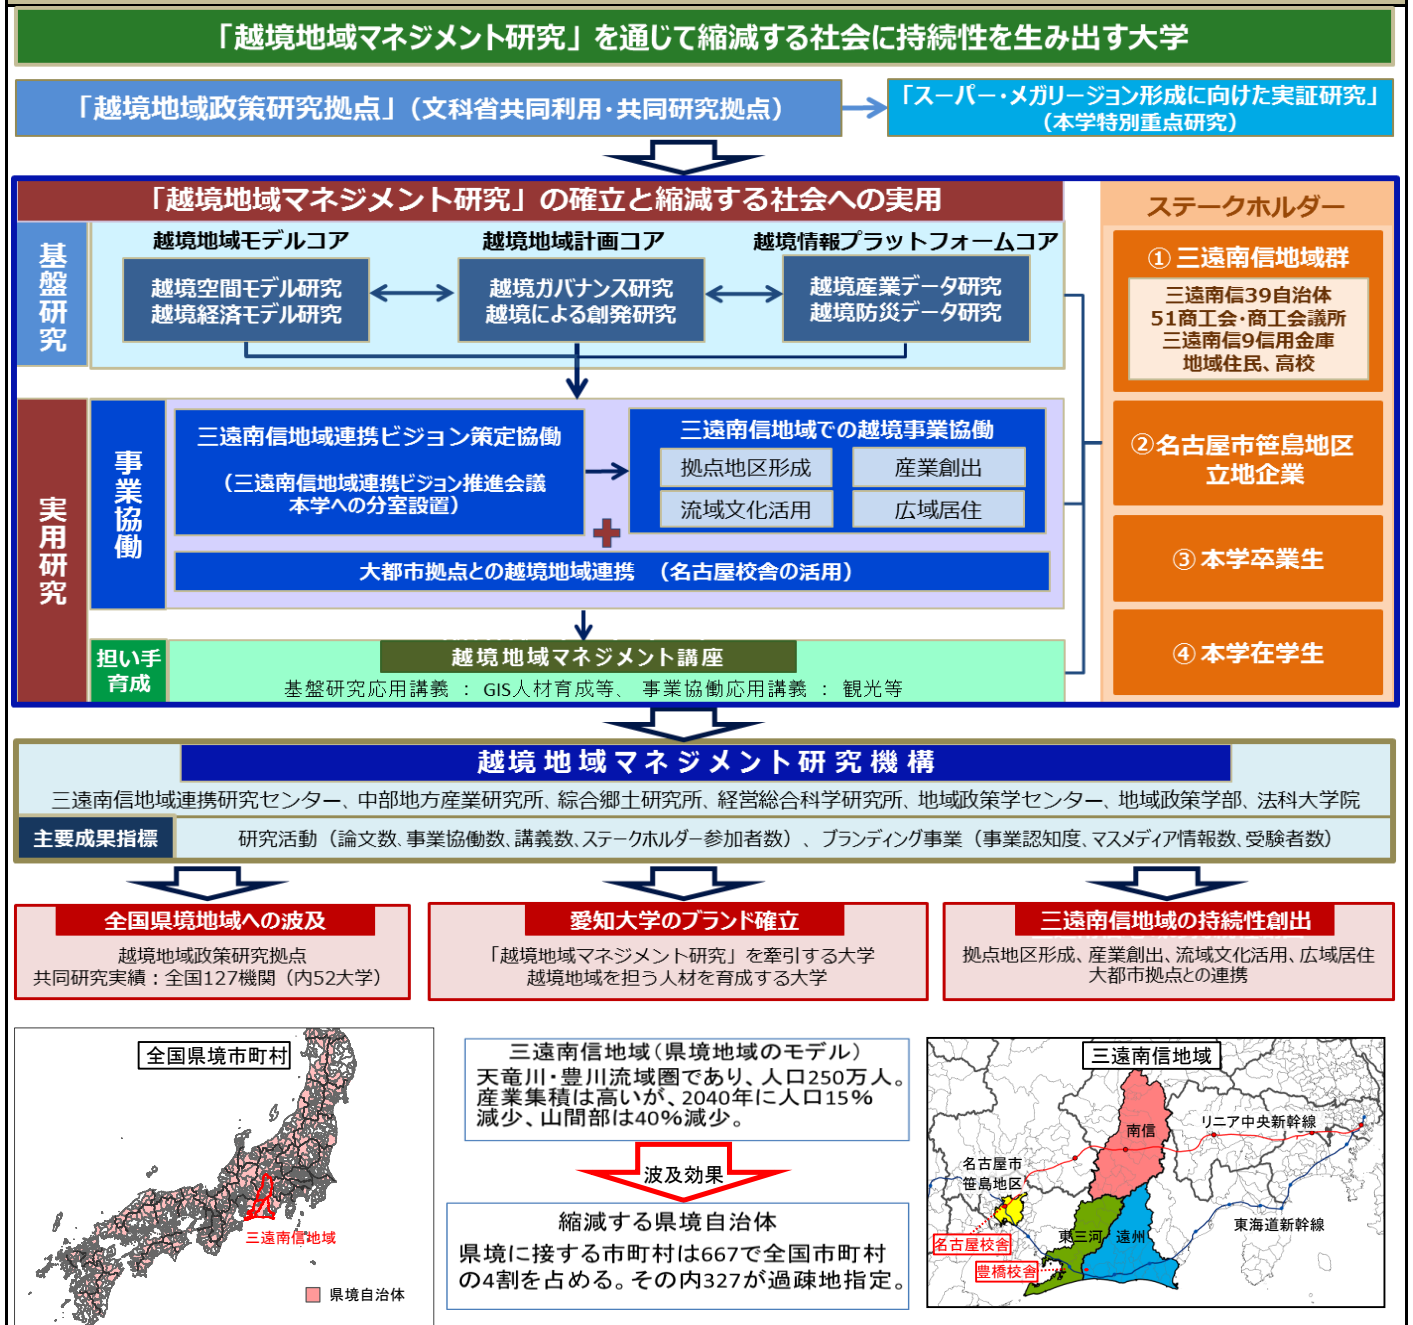 「越境地域マネジメント研究」を通じて縮減する社会に持続性を生み出す大学
「越境地域政策研究拠点」（文科省共同利用・共同研究拠点）
「スーパー・メガリージョン形成に向けた実証研究」
（本学特別重点研究）
「越境地域マネジメント研究」の確立と縮減する社会への実用
基盤研究
越境地域モデルコア
越境空間モデル研究
越境経済モデル研究
越境地域計画コア
越境ガバナンス研究
越境による創発研究
越境情報プラットフォームコア
越境産業データ研究
越境防災データ研究
実用研究
事業協働
三遠南信地域連携ビジョン策定協働
（三遠南信地域連携ビジョン推進会議
本学への分室設置）
三遠南信地域での越境事業協働
拠点地区形成
産業創出
流域文化活用
広域居住
大都市拠点との越境地域連携　（名古屋校舎の活用）
担い手
育成
越境地域マネジメント講座
基盤研究応用講義 ： GIS人材育成等、 事業協働応用講義 ： 観光等
ステークホルダー
①三遠南信地域群
三遠南信39自治体
51商工会・商工会議所
三遠南信9信用金庫
地域住民、高校
②名古屋市笹島地区
立地企業
③本学卒業生
④本学在学生
越境地域マネジメント研究機構
三遠南信地域連携研究センター、中部地方産業研究所、綜合郷土研究所、経営総合科学研究所、地域政策学センター、地域政策学部、法科大学院
主要成果指標
研究活動（論文数、事業協働数、講義数、ステークホルダー参加者数）、ブランディング事業（事業認知度、マスメディア情報数、受験者数）
全国県境地域への波及
越境地域政策研究拠点
共同研究実績：全国127機関（内52大学）
愛知大学のブランド確立
「越境地域マネジメント研究」を牽引する大学
越境地域を担う人材を育成する大学
三遠南信地域の持続性創出
拠点地区形成、産業創出、流域文化活用、広域居住
大都市拠点との連携
全国県境市町村
三遠南信地域
県境自治体
三遠南信地域（県境地域のモデル）
天竜川・豊川流域圏であり、人口250万人。
産業集積は高いが、2040年に人口15%
減少、山間部は40%減少。
波及効果
縮減する県境自治体
県境に接する市町村は667で全国市町村
の4割を占める。その内327が過疎地指定。
三遠南信地域
南信
リニア中央新幹線
名古屋市
笹島地区
東三河
遠州
東海道新幹線
名古屋校舎
豊橋校舎